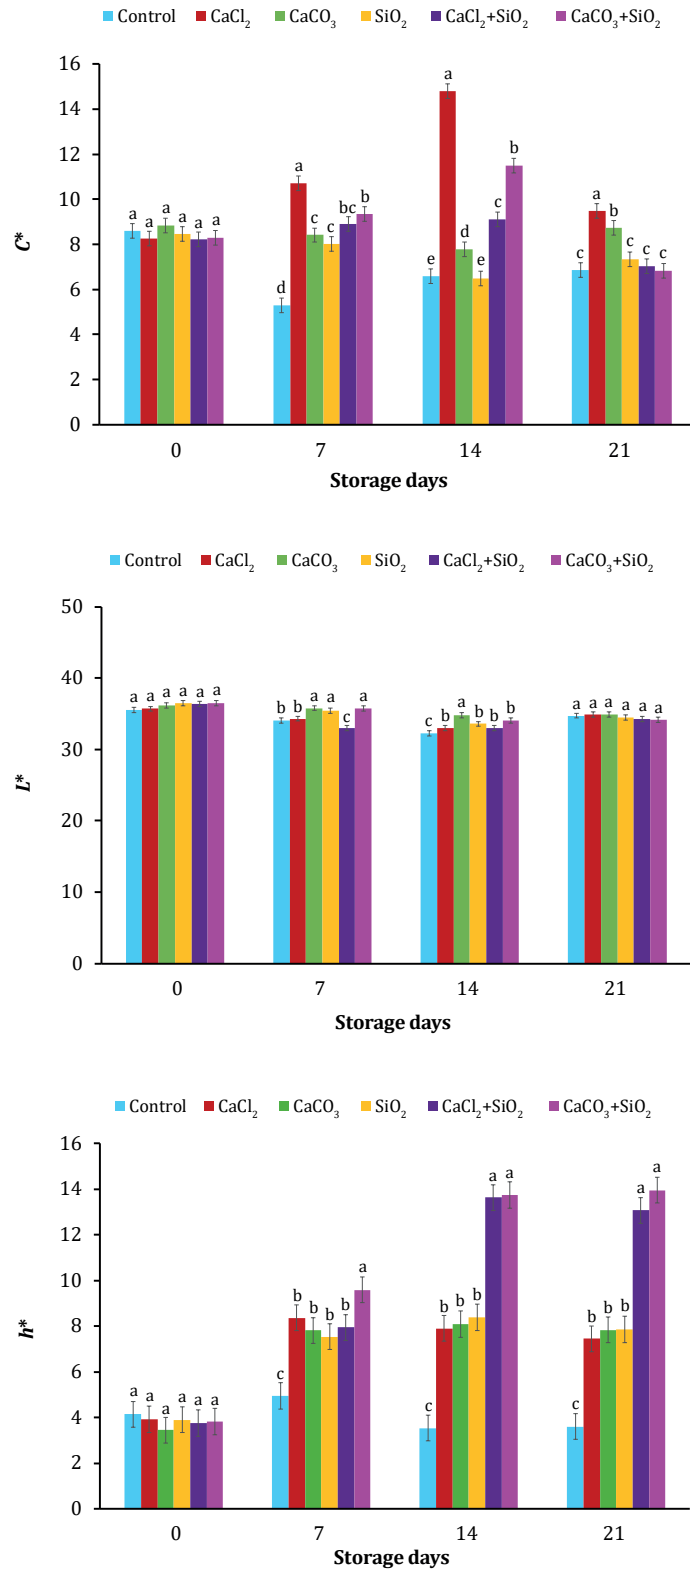 Control CaCl₂ CaCO₃ SiO₂ CaCl₂+SiO₂ CaCO₃+SiO₂
16
14
12
10
8
6
4
2
0
C*
a a a a a a
d a c c bc b
e a d e c b
c a b c c c
0 7 14 21
Storage days
Control CaCl₂ CaCO₃ SiO₂ CaCl₂+SiO₂ CaCO₃+SiO₂
50
40
30
20
10
0
L*
a a a a a a
b b a a c a
c b a b b b
a a a a a a
0 7 14 21
Storage days
Control CaCl₂ CaCO₃ SiO₂ CaCl₂+SiO₂ CaCO₃+SiO₂
16
14
12
10
8
6
4
2
0
h*
a a a a a a
c b b b b a
c b b b a a
c b b b a a
0 7 14 21
Storage days